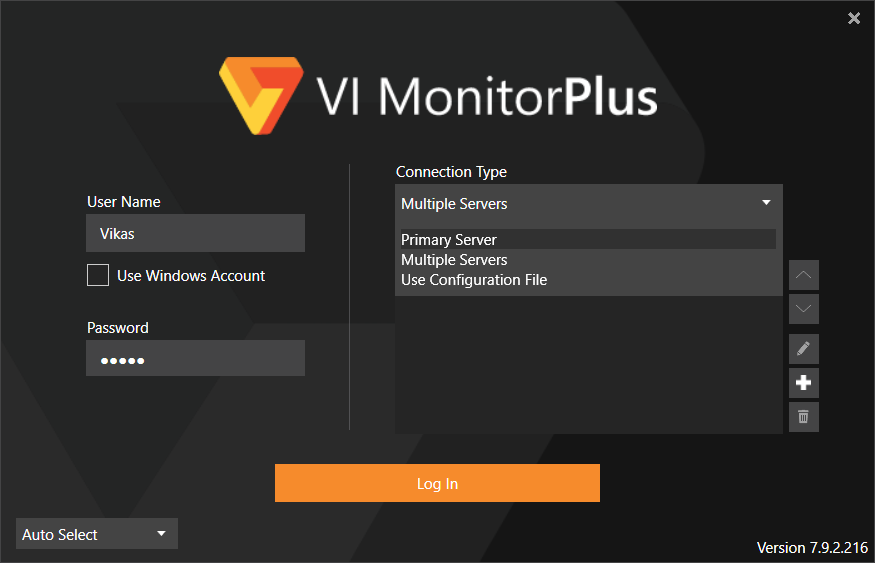 VI MonitorPlus
User Name
Vikas
Use Windows Account
Password
Connection Type
Multiple Servers
Primary Server
Multiple Servers
Use Configuration File
Log In
Auto Select
Version 7.9.2.216